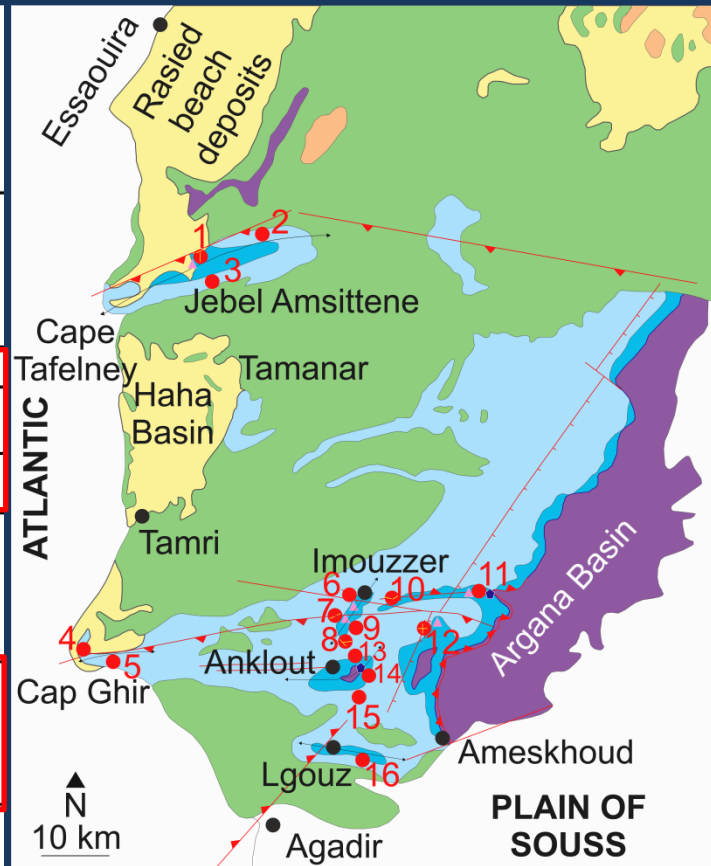 Essaouira
Rasied
beach
deposits
1
2
3
Jebel Amsittene
Cape
Tafelney
Tamanar
Haha
Basin
ATLANTIC
Tamri
Imouzzer
6
10
11
7
8
9
12
Argana Basin
4
5
Cap Ghir
Anklout
13
14
15
Ameskhoud
Lgouz
16
N
10 km
Agadir
PLAIN OF
SOUSS